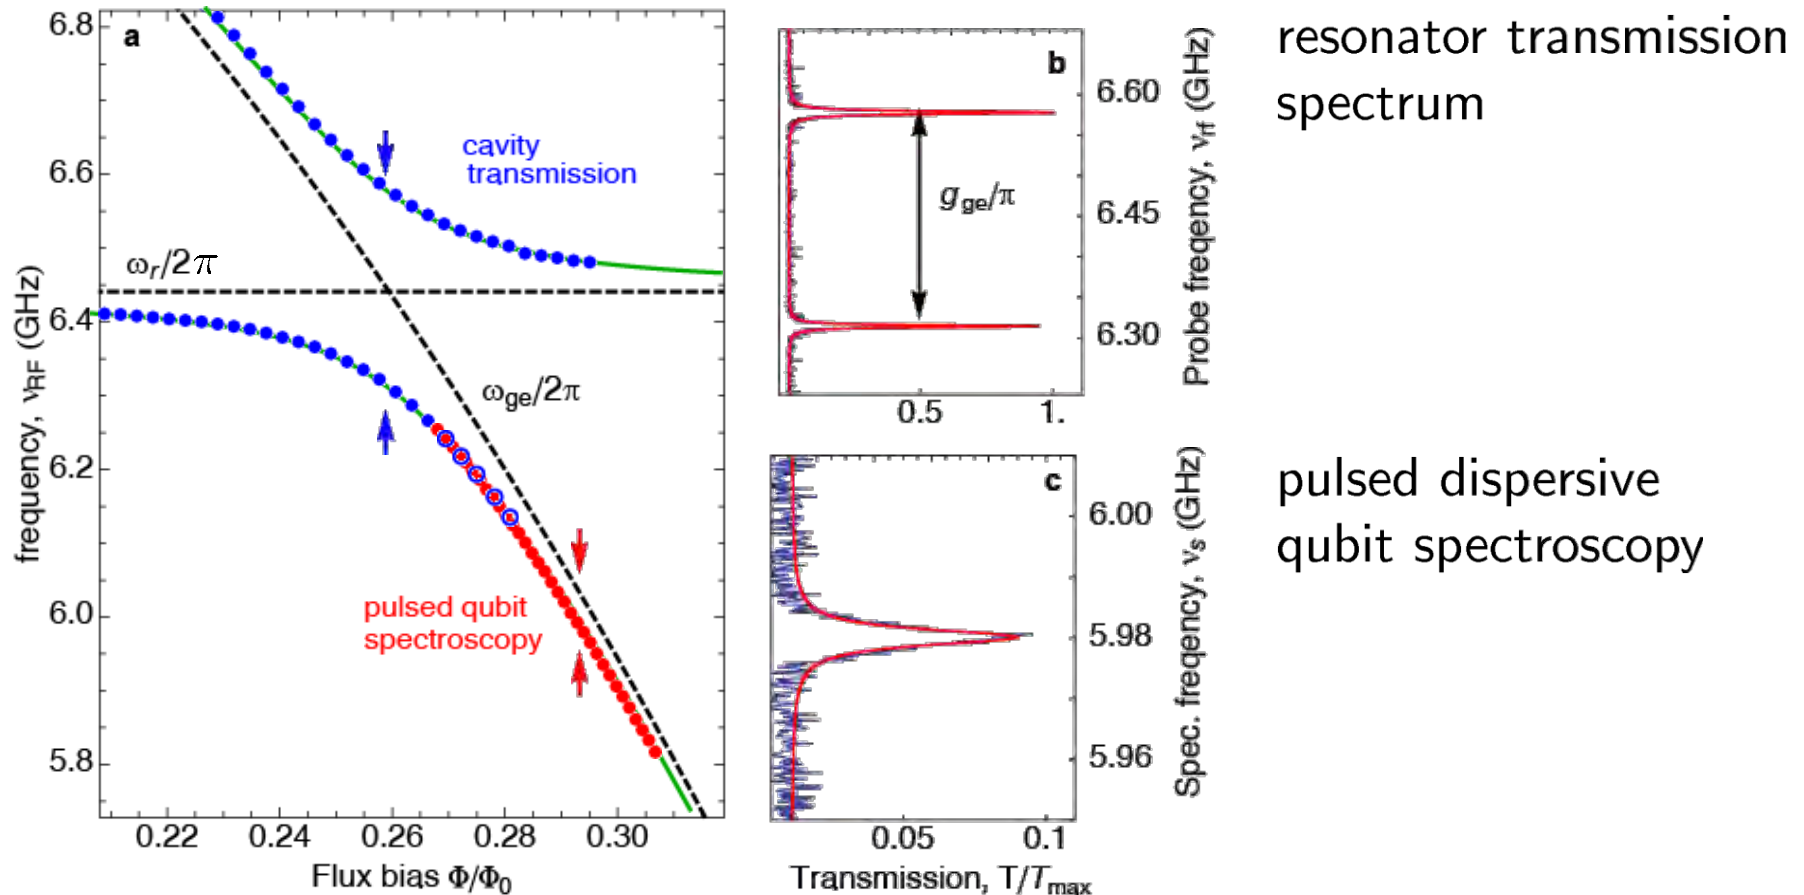 a
6.8
6.6
6.4
6.2
6.0
5.8
frequency, νRF (GHz)
cavity
transmission
ωr/2π
ωge/2π
pulsed qubit
spectroscopy
0.22 0.24 0.26 0.28 0.30
Flux bias Φ/Φ0
b
gge/π
6.60
6.45
6.30
Probe freqency, νrf (GHz)
0.5 1.
c
6.00
5.98
5.96
Spec. freqency, νs (GHz)
0.05 0.1
Transmission, T/Tmax
resonator transmission
spectrum
pulsed dispersive
qubit spectroscopy